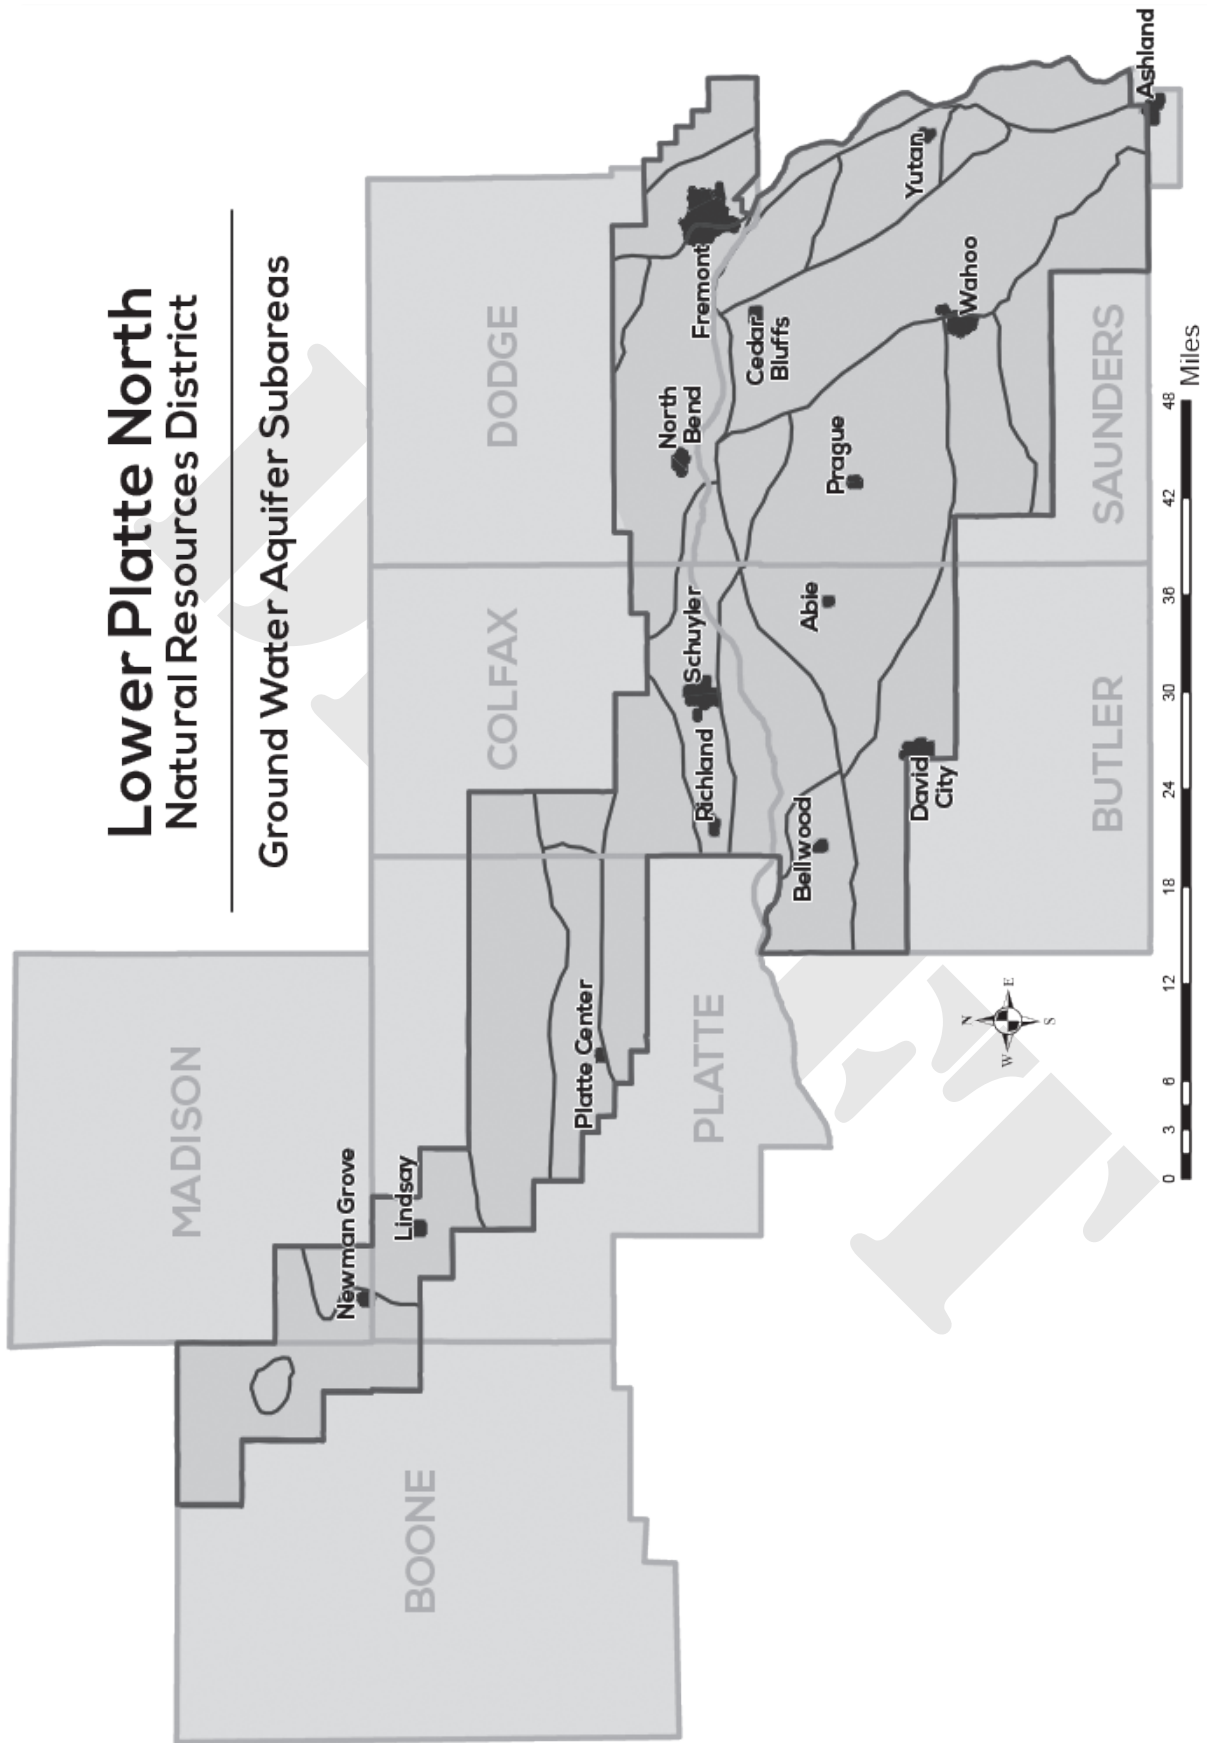 Lower Platte North
Natural Resources District
Ground Water Aquifer Subareas
MADISON
BOONE
PLATTE
COLFAX
DODGE
BUTLER
SAUNDERS
Newman Grove
Lindsay
Platte Center
Richland
Schuyler
North
Bend
Fremont
Cedar
Bluffs
Bellwood
David
City
Abie
Prague
Wahoo
Yutan
Ashland
N
W
E
S
0 3 6 12 18 24 30 36 42 48
Miles
DRAFT